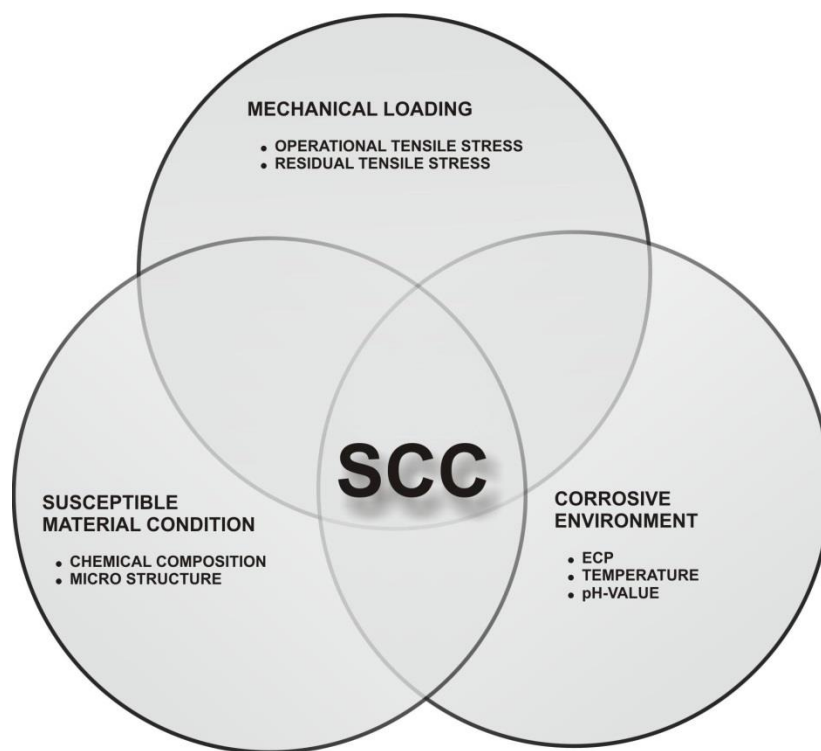 MECHANICAL LOADING
• OPERATIONAL TENSILE STRESS
• RESIDUAL TENSILE STRESS
SCC
SUSCEPTIBLE
MATERIAL CONDITION
• CHEMICAL COMPOSITION
• MICRO STRUCTURE
CORROSIVE
ENVIRONMENT
• ECP
• TEMPERATURE
• pH-VALUE